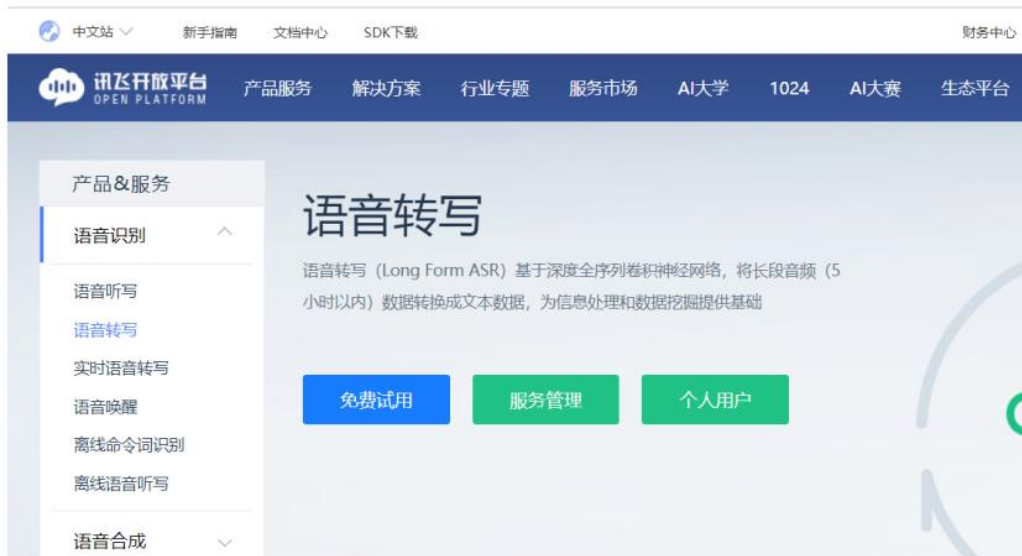 中文站 新手指南 文档中心 SDK下载 财务中心
讯飞开放平台 产品服务 解决方案 行业专题 服务市场 AI大学 1024 AI大赛 生态平台
OPEN PLATFORM
产品&服务
语音识别
语音听写
语音转写
实时语音转写
语音唤醒
离线命令词识别
离线语音听写
语音合成
语音转写
语音转写（Long Form ASR）基于深度全序列卷积神经网络，将长段音频（5
小时以内）数据转换成文本数据，为信息处理和数据挖掘提供基础
免费试用 服务管理 个人用户